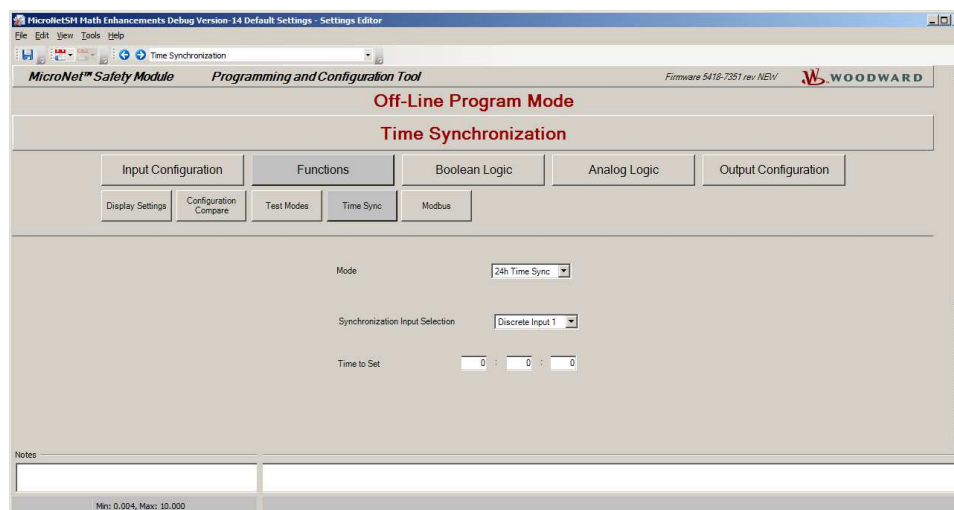 MicroNetSM Math Enhancements Debug Version-14 Default Settings - Settings Editor
File Edit View Tools Help
Time Synchronization
MicroNet™ Safety Module Programming and Configuration Tool Firmware 5418-7351 rev NEW WOODWARD
Off-Line Program Mode
Time Synchronization
Input Configuration Functions Boolean Logic Analog Logic Output Configuration
Display Settings Configuration Compare Test Modes Time Sync Modbus
Mode 24h Time Sync
Synchronization Input Selection Discrete Input 1
Time to Set 0 : 0 : 0
Notes
Min: 0.004, Max: 10.000